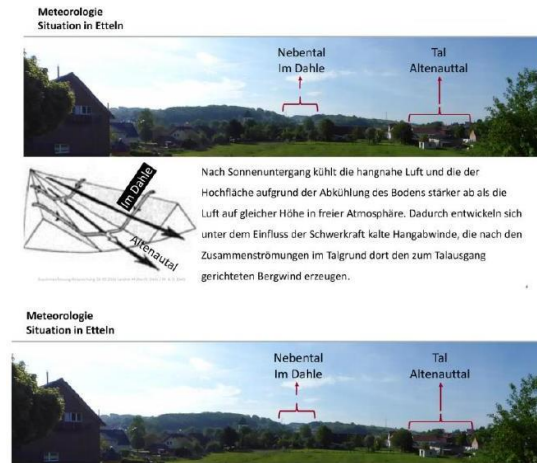 Meteorologie
Situation in Etteln
Nebental
Im Dahle
Tal
Altenauttal
Im Dahle
Altenautal
Nach Sonnenuntergang kühlt die hangnahe Luft und die der
Hochfläche aufgrund der Abkühlung des Bodens stärker ab als die
Luft auf gleicher Höhe in freier Atmosphäre. Dadurch entwickeln sich
unter dem Einfluss der Schwerkraft kalte Hangabwinde, die nach den
Zusammenströmungen im Talgrund dort den zum Talausgang
gerichteten Bergwind erzeugen.
Meteorologie
Situation in Etteln
Nebental
Im Dahle
Tal
Altenauttal